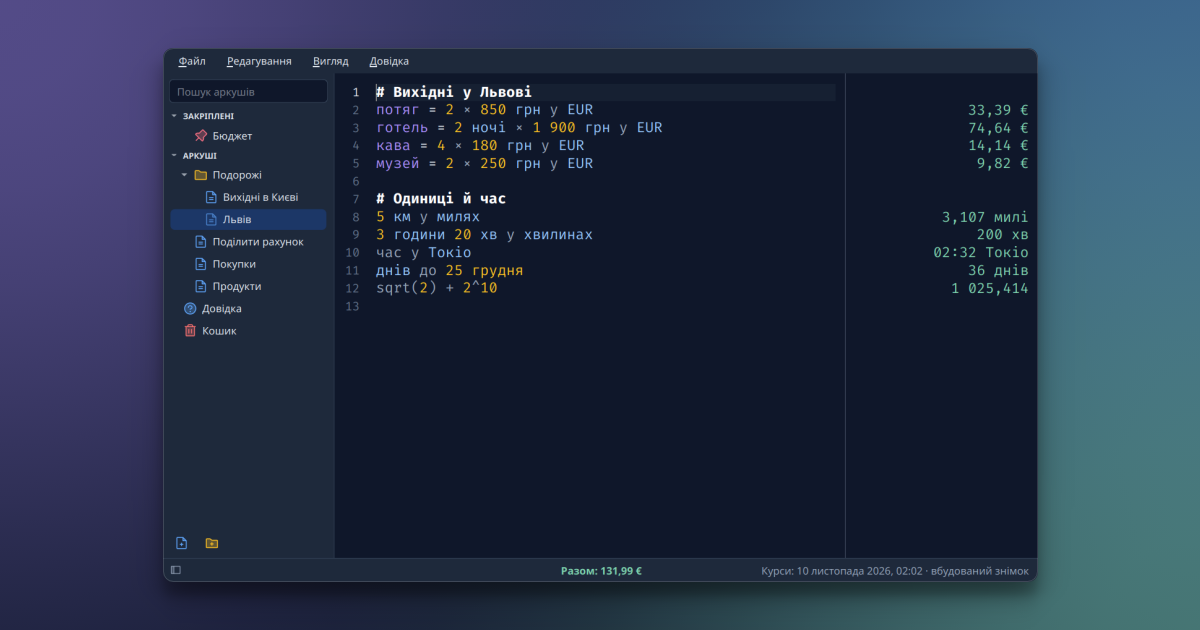 Файл Редагування Вигляд Довідка
Пошук аркушів
ЗАКРІПЛЕНІ
Бюджет
АРКУШІ
Подорожі
Вихідні в Києві
Львів
Поділити рахунок
Покупки
Продукти
Довідка
Кошик
1 # Вихідні у Львові
2 потяг = 2 × 850 грн у EUR 33,39 €
3 готель = 2 ночі × 1 900 грн у EUR 74,64 €
4 кава = 4 × 180 грн у EUR 14,14 €
5 музей = 2 × 250 грн у EUR 9,82 €
6
7 # Одиниці й час
8 5 км у милях 3,107 милі
9 3 години 20 хв у хвилинах 200 хв
10 час у Токіо 02:32 Токіо
11 днів до 25 грудня 36 днів
12 sqrt(2) + 2^10 1 025,414
13
Разом: 131,99 €
Курси: 10 листопада 2026, 02:02 · вбудований знімок